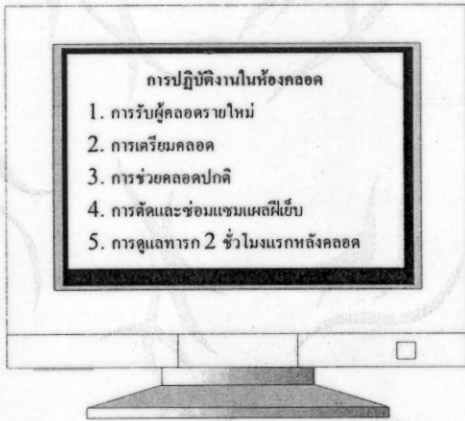 การปฏิบัติงานในห้องคลอด
1. การรับผู้คลอดรายใหม่
2. การเตรียมคลอด
3. การช่วยคลอดปกติ
4. การตัดและซ่อมแซมแผลฝีเย็บ
5. การดูแลทารก 2 ชั่วโมงแรกหลังคลอด